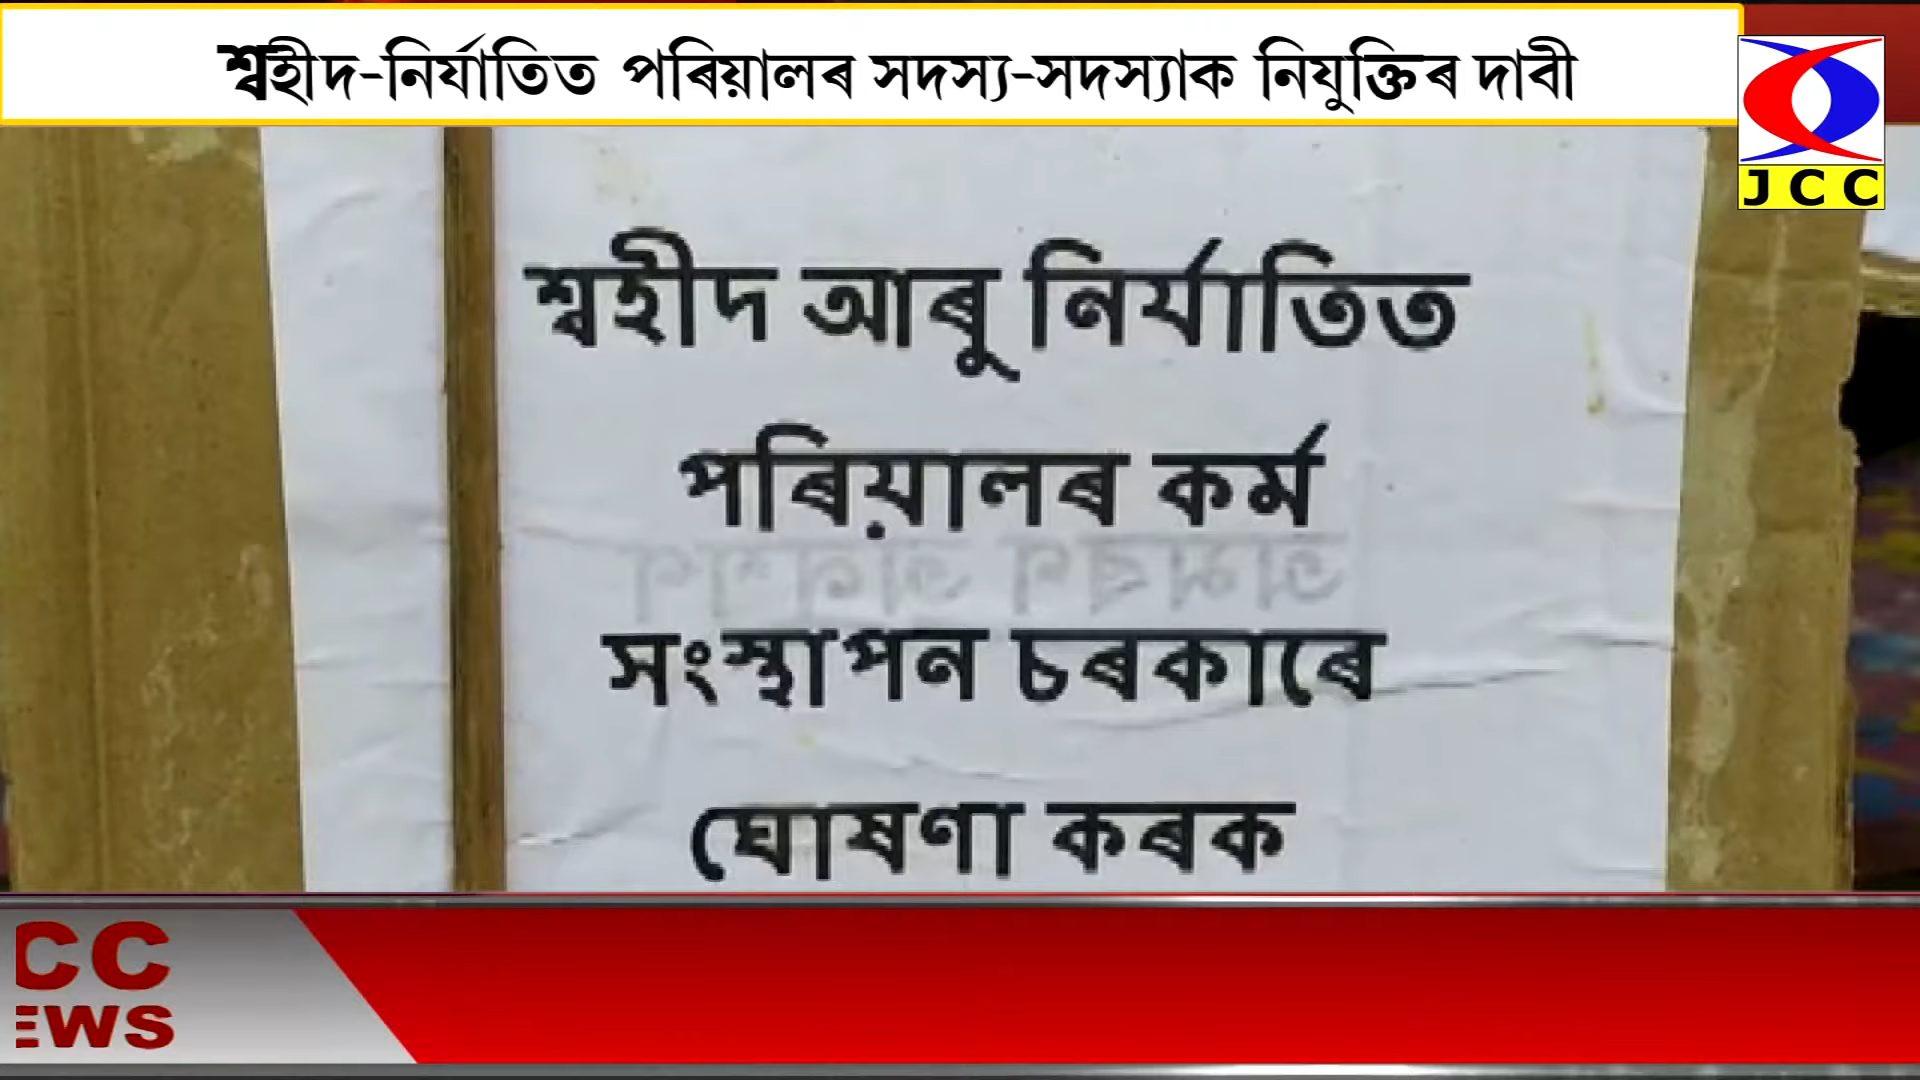 শ্বহীদ-নিৰ্যাতিত পৰিয়ালৰ সদস্য-সদস্যাক নিযুক্তিৰ দাবী
JCC
শ্বহীদ আৰু নিৰ্যাতিত
পৰিয়ালৰ কৰ্ম
সংস্থাপন চৰকাৰে
ঘোষণা কৰক
CC
EWS